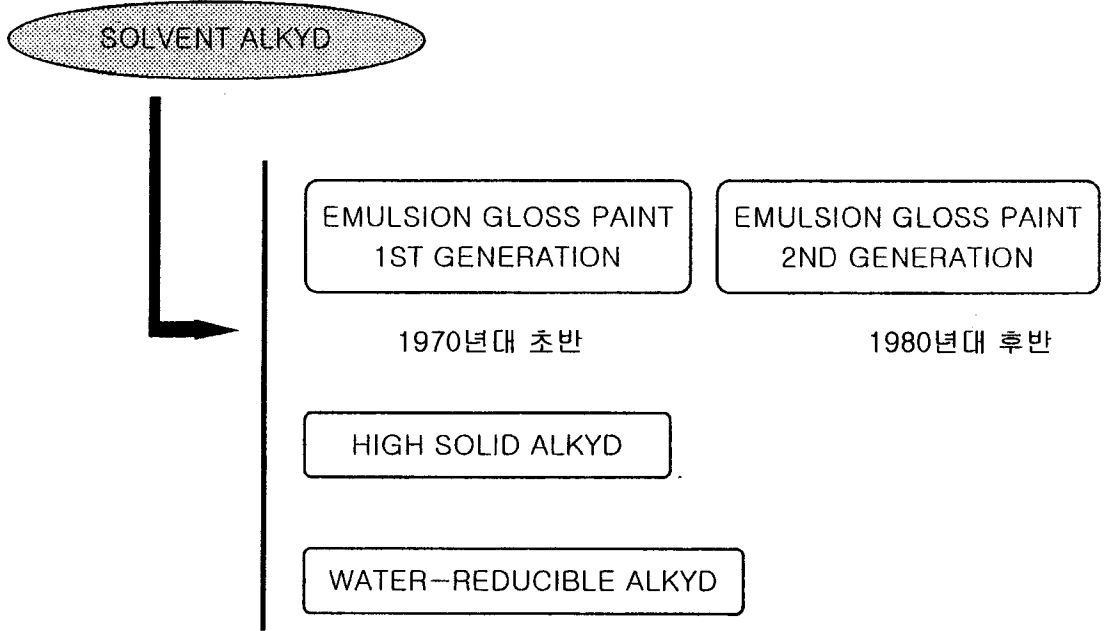 SOLVENT ALKYD
EMULSION GLOSS PAINT
1ST GENERATION
EMULSION GLOSS PAINT
2ND GENERATION
1970년대 초반
1980년대 후반
HIGH SOLID ALKYD
WATER-REDUCIBLE ALKYD